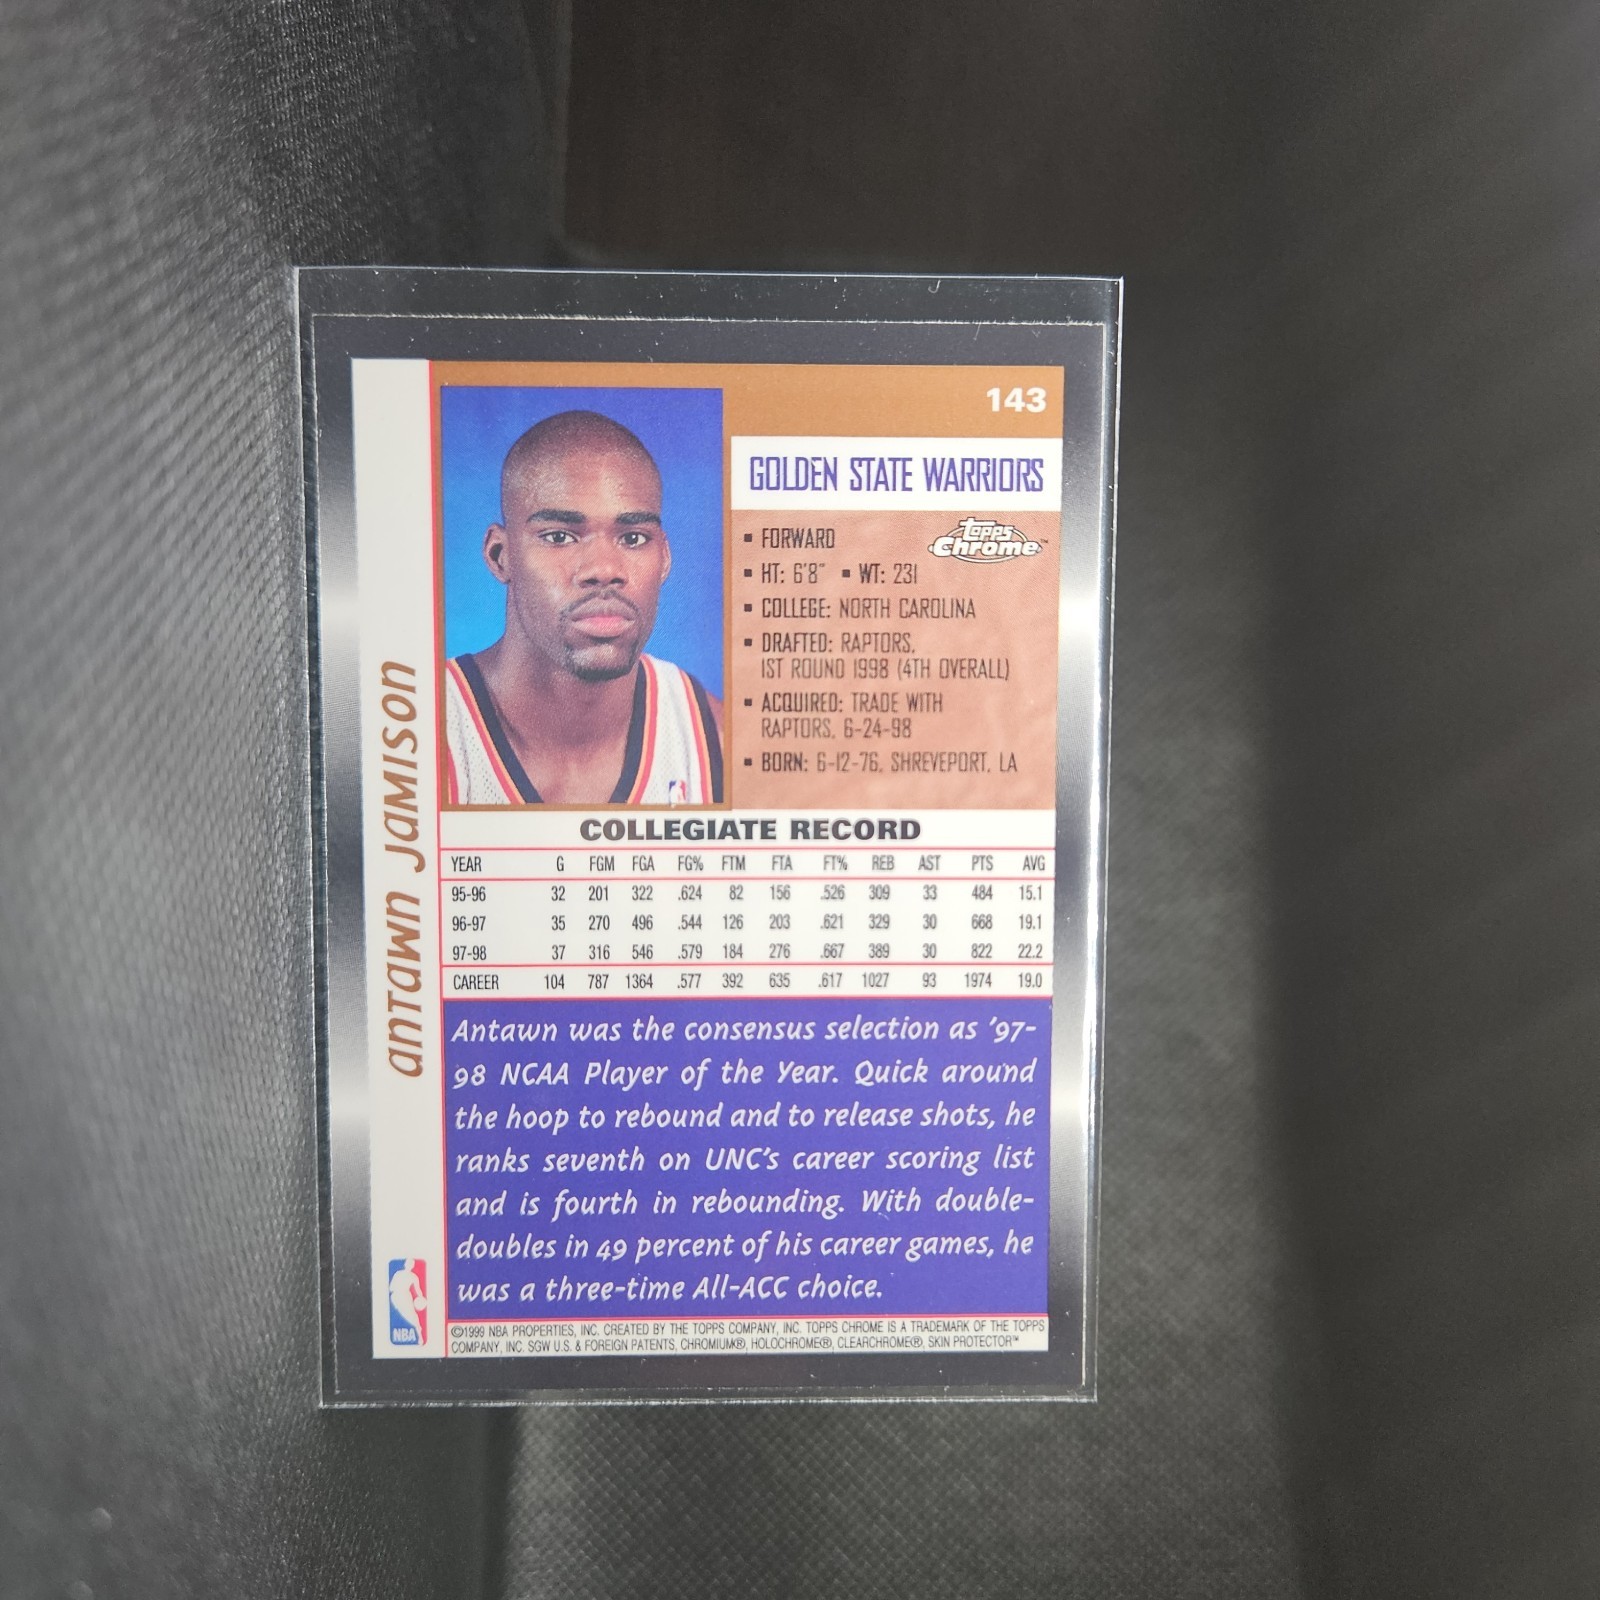 143
GOLDEN STATE WARRIORS
Topps Chrome™
▪ FORWARD
▪ HT: 6'8" ▪ WT: 231
▪ COLLEGE: NORTH CAROLINA
▪ DRAFTED: RAPTORS,
1ST ROUND 1998 (4TH OVERALL)
▪ ACQUIRED: TRADE WITH
RAPTORS, 6-24-98
▪ BORN: 6-12-76, SHREVEPORT, LA
anTawn Jamison
COLLEGIATE RECORD
YEAR G FGM FGA FG% FTM FTA FT% REB AST PTS AVG
95-96 32 201 322 .624 82 156 .526 309 33 484 15.1
96-97 35 270 496 .544 126 203 .621 329 30 668 19.1
97-98 37 316 546 .579 184 276 .667 389 30 822 22.2
CAREER 104 787 1364 .577 392 635 .617 1027 93 1974 19.0
Antawn was the consensus selection as '97-
98 NCAA Player of the Year. Quick around
the hoop to rebound and to release shots, he
ranks seventh on UNC's career scoring list
and is fourth in rebounding. With double-
doubles in 49 percent of his career games, he
was a three-time All-ACC choice.
NBA
©1999 NBA PROPERTIES, INC. CREATED BY THE TOPPS COMPANY, INC. TOPPS CHROME IS A TRADEMARK OF THE TOPPS
COMPANY, INC. SGW U.S. & FOREIGN PATENTS, CHROMIUM®, HOLOCHROME®, CLEARCHROME®, SKIN PROTECTOR™